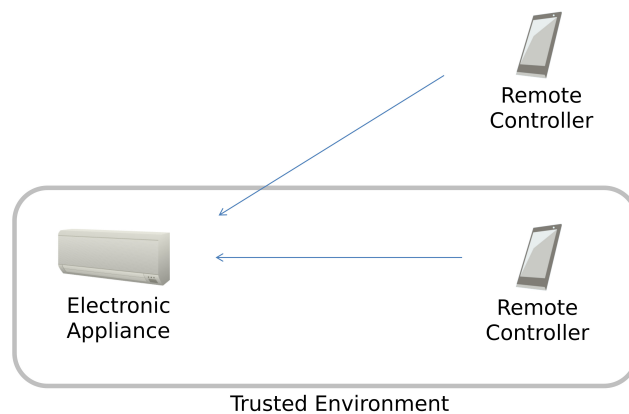 Remote
Controller
Electronic
Appliance
Remote
Controller
Trusted Environment